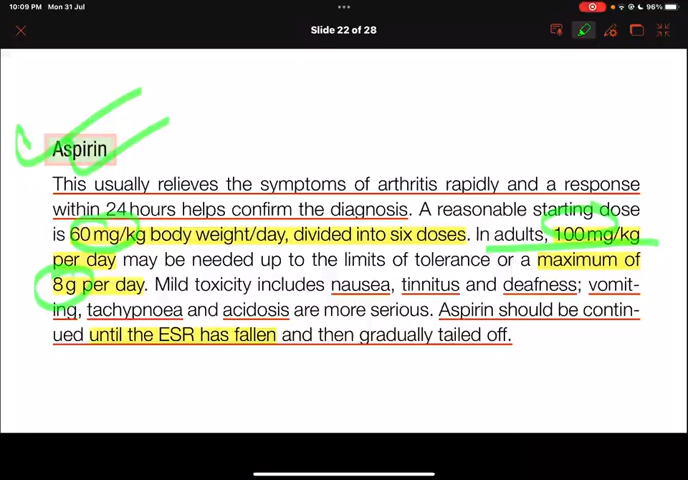 10:09 PM Mon 31 Jul
96%
Slide 22 of 28
Aspirin
This usually relieves the symptoms of arthritis rapidly and a response
within 24 hours helps confirm the diagnosis. A reasonable starting dose
is 60 mg/kg body weight/day, divided into six doses. In adults, 100 mg/kg
per day may be needed up to the limits of tolerance or a maximum of
8 g per day. Mild toxicity includes nausea, tinnitus and deafness; vomit-
ing, tachypnoea and acidosis are more serious. Aspirin should be contin-
ued until the ESR has fallen and then gradually tailed off.